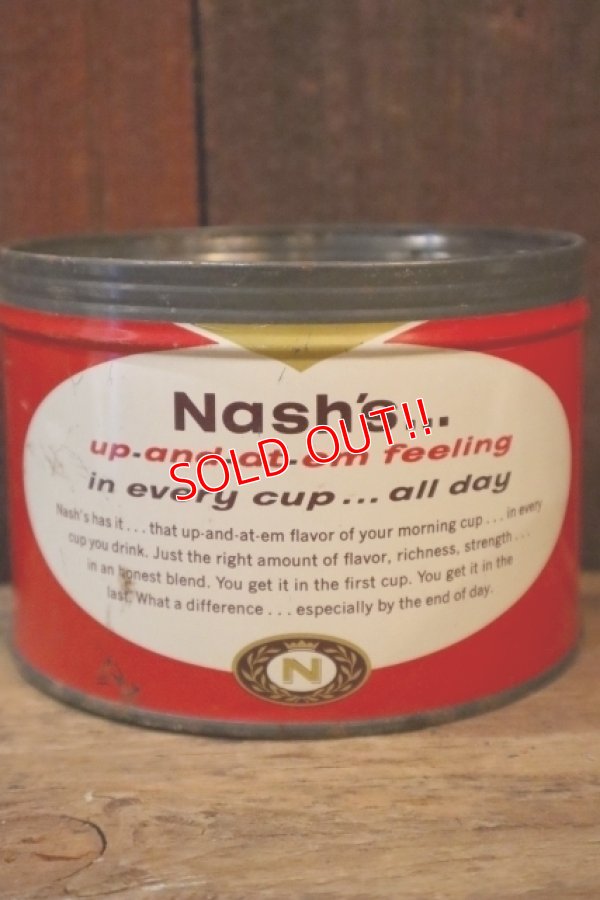 Nash's...
up-and-at-em feeling
in every cup... all day
Nash's has it... that up-and-at-em flavor of your morning cup... in every
cup you drink. Just the right amount of flavor, richness, strength...
in an honest blend. You get it in the first cup. You get it in the
last. What a difference... especially by the end of day.
N
SOLD OUT!!